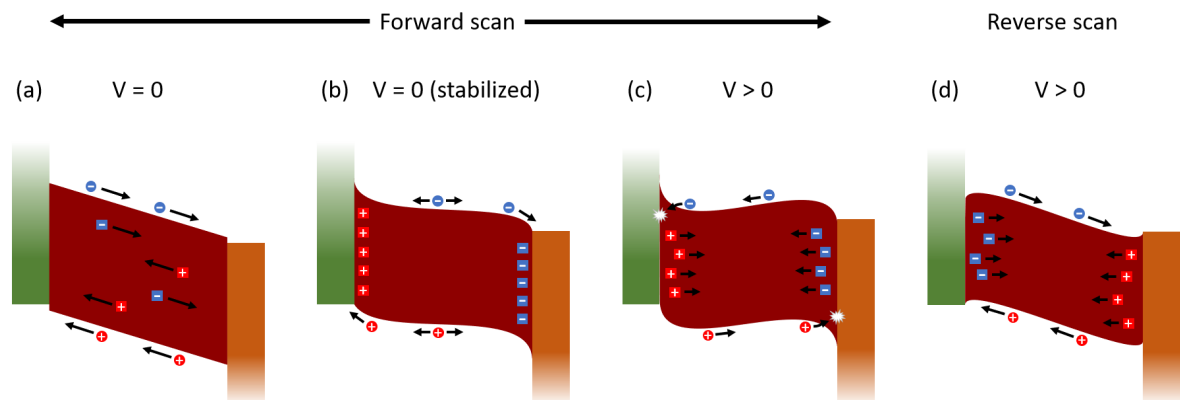 Forward scan
Reverse scan
(a) V = 0
(b) V = 0 (stabilized)
(c) V > 0
(d) V > 0